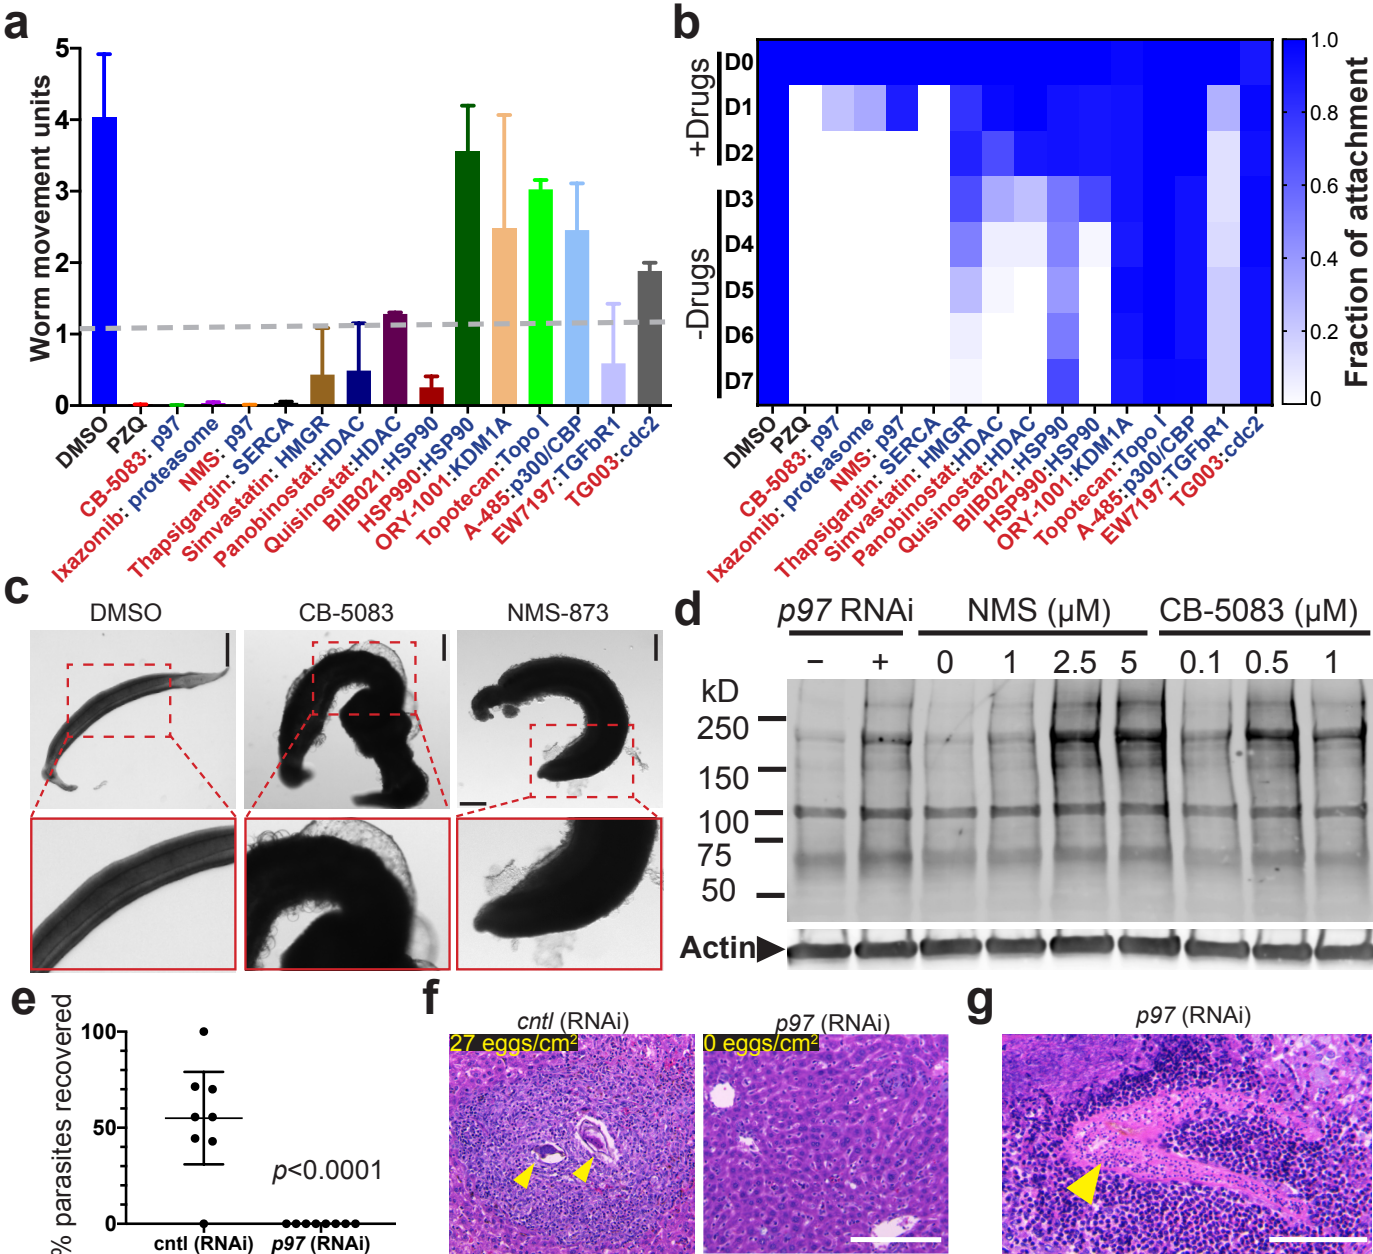 a
Worm movement units
5
4
3
2
1
0
DMSO
PZQ
CB-5083: p97
Ixazomib: proteasome
NMS: p97
Thapsigargin: SERCA
Simvastatin: HMGR
Panobinostat:HDAC
Quisinostat:HDAC
BIIB021:HSP90
HSP990:HSP90
ORY-1001:KDM1A
Topotecan:Topo I
A-485:p300/CBP
EW7197:TGFbR1
TG003:cdc2
b
+Drugs
-Drugs
D0
D1
D2
D3
D4
D5
D6
D7
1.0
0.8
0.6
0.4
0.2
0
Fraction of attachment
DMSO
PZQ
CB-5083: p97
Ixazomib: proteasome
NMS: p97
Thapsigargin: SERCA
Simvastatin: HMGR
Panobinostat:HDAC
Quisinostat:HDAC
BIIB021:HSP90
HSP990:HSP90
ORY-1001:KDM1A
Topotecan:Topo I
A-485:p300/CBP
EW7197:TGFbR1
TG003:cdc2
c
DMSO
CB-5083
NMS-873
d
p97 RNAi
NMS (µM)
CB-5083 (µM)
− + 0 1 2.5 5 0.1 0.5 1
kD
250
150
100
75
50
Actin
e
% parasites recovered
100
50
0
p<0.0001
cntl (RNAi)
p97 (RNAi)
f
cntl (RNAi)
27 eggs/cm²
p97 (RNAi)
0 eggs/cm²
g
p97 (RNAi)